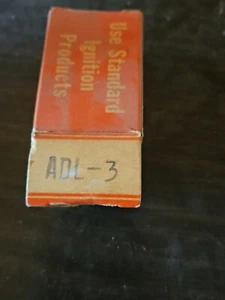 Use Standard
Ignition
Products
ADL-3